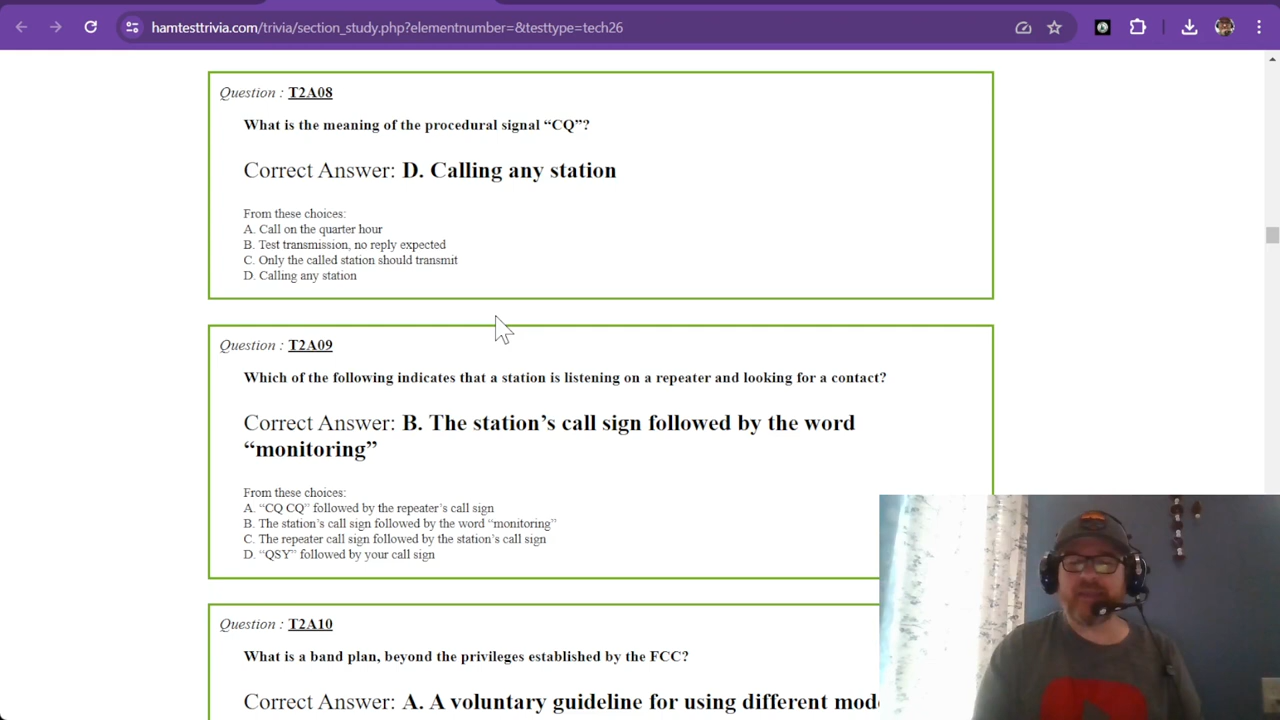 hamtesttrivia.com/trivia/section_study.php?elementnumber=&testtype=tech26
Question : T2A08
What is the meaning of the procedural signal “CQ”?
Correct Answer: D. Calling any station
From these choices:
A. Call on the quarter hour
B. Test transmission, no reply expected
C. Only the called station should transmit
D. Calling any station
Question : T2A09
Which of the following indicates that a station is listening on a repeater and looking for a contact?
Correct Answer: B. The station’s call sign followed by the word
“monitoring”
From these choices:
A. “CQ CQ” followed by the repeater’s call sign
B. The station’s call sign followed by the word “monitoring”
C. The repeater call sign followed by the station’s call sign
D. “QSY” followed by your call sign
Question : T2A10
What is a band plan, beyond the privileges established by the FCC?
Correct Answer: A. A voluntary guideline for using different